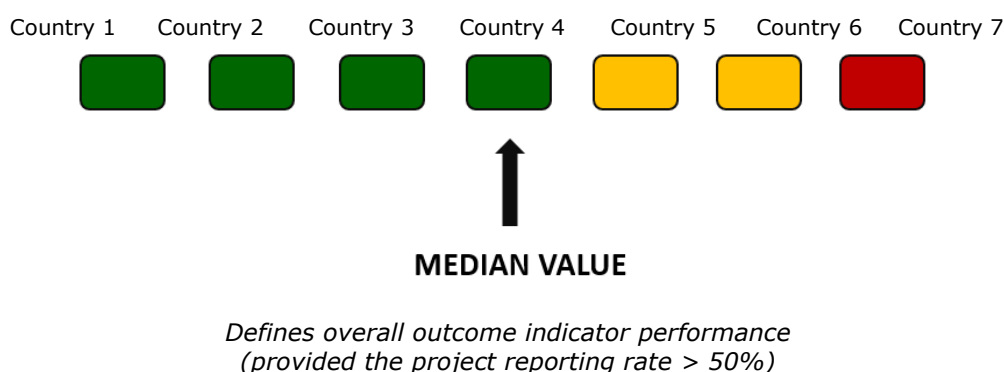 Country 1 Country 2 Country 3 Country 4 Country 5 Country 6 Country 7
MEDIAN VALUE
Defines overall outcome indicator performance
(provided the project reporting rate > 50%)